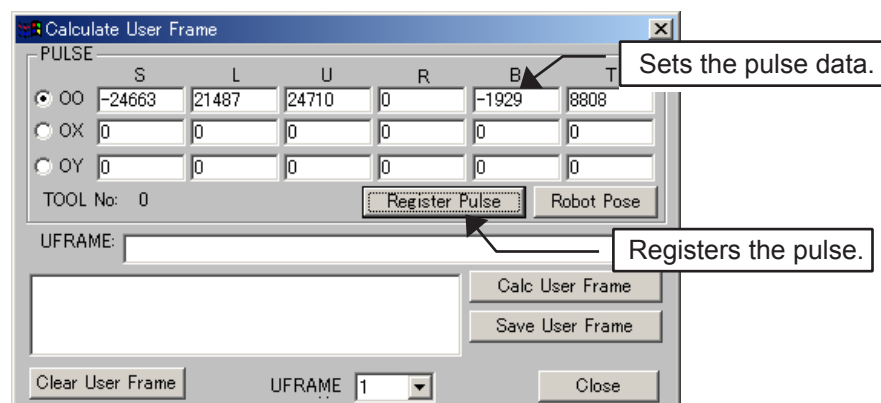 Calculate User Frame
PULSE
S L U R B T
OO -24663 21487 24710 0 -1929 8808
OX 0 0 0 0 0 0
OY 0 0 0 0 0 0
TOOL No: 0 Register Pulse Robot Pose
UFRAME:
Calc User Frame
Save User Frame
Clear User Frame UFRAME 1 Close
Sets the pulse data.
Registers the pulse.